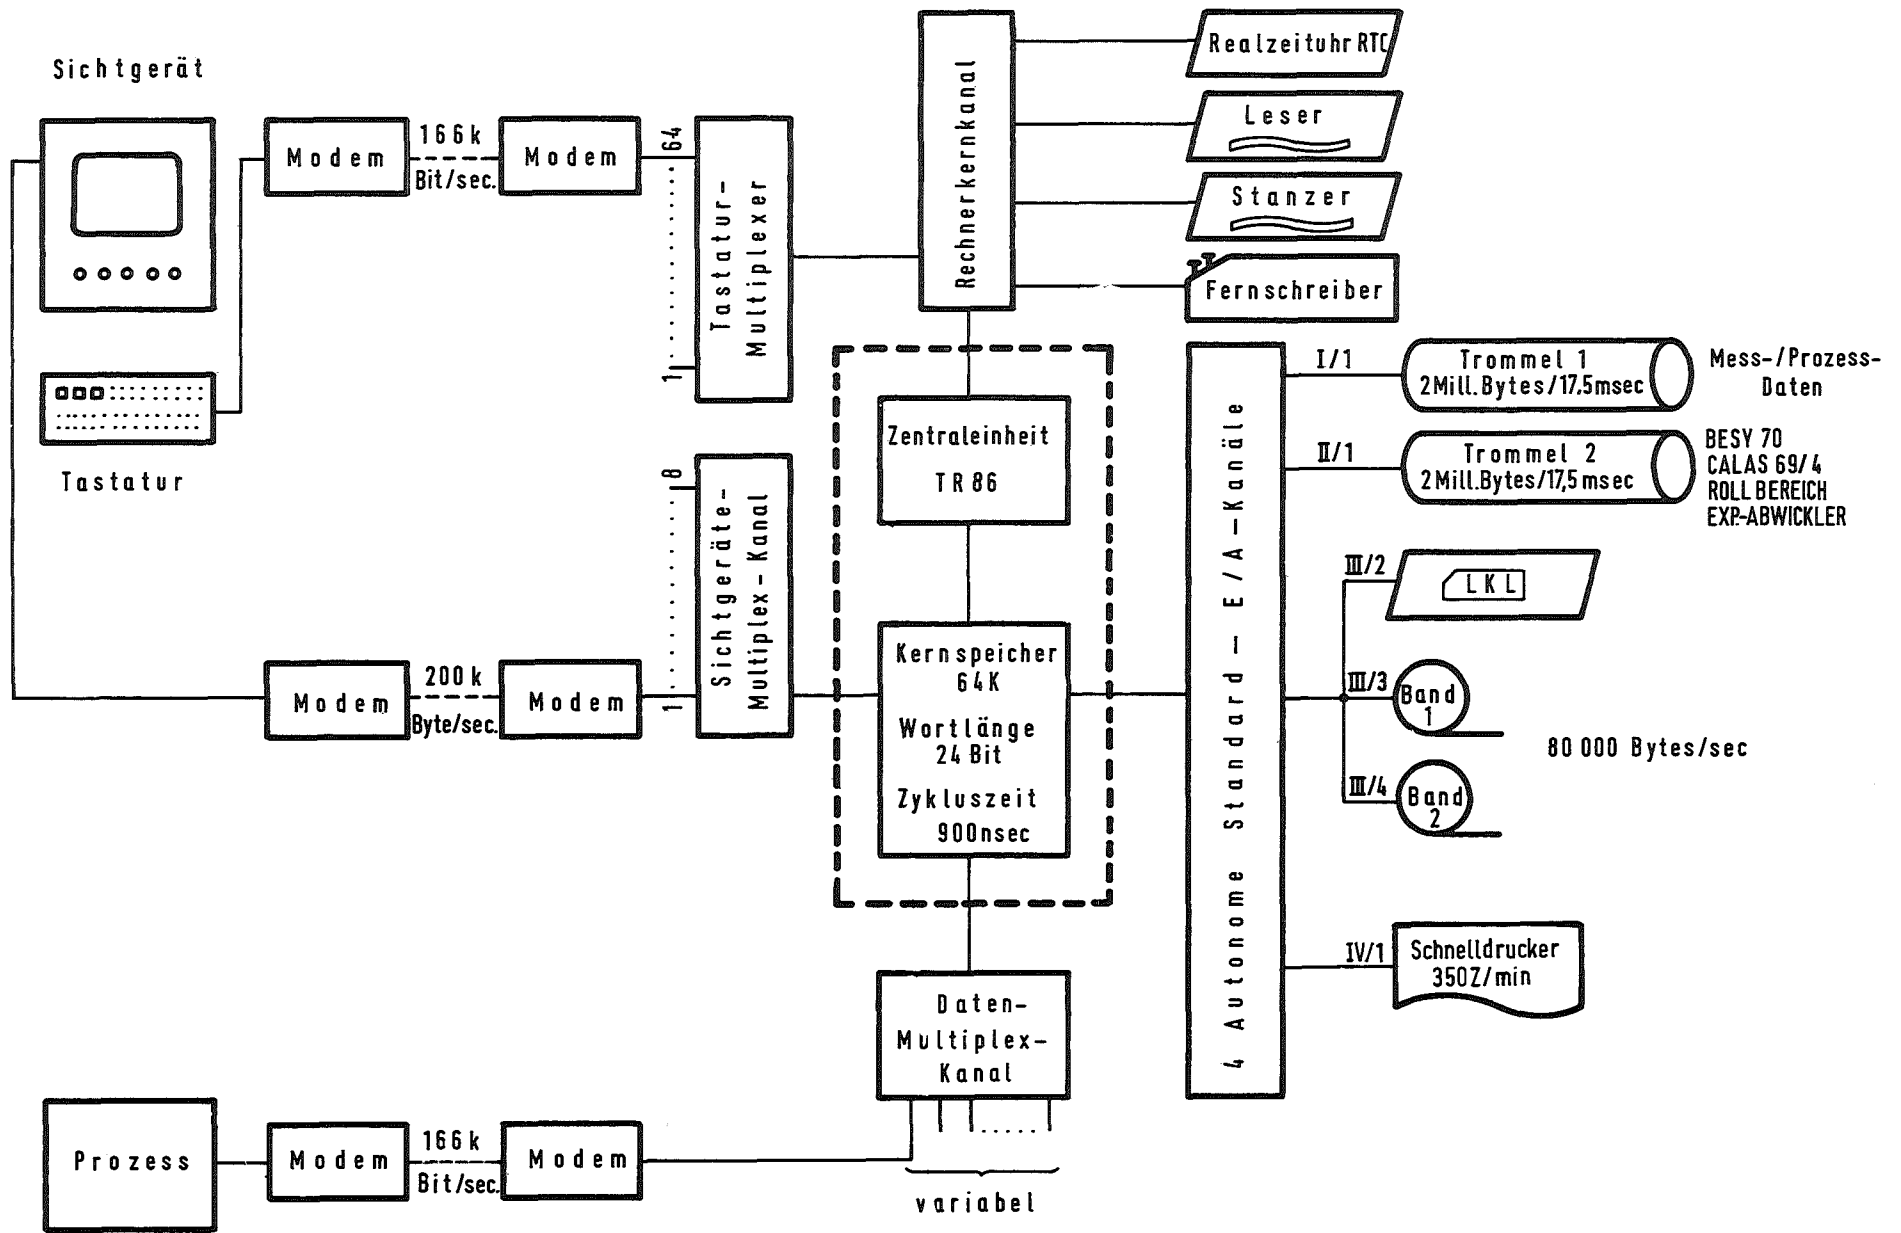 Sichtgerät
Modem
166k
Bit/sec.
Modem
64
1
Tastatur-
Multiplexer
Tastatur
Rechnerkernkanal
Realzeituhr RTC
Leser
Stanzer
Fernschreiber
Zentraleinheit
TR 86
Kernspeicher
64K
Wortlänge
24 Bit
Zykluszeit
900nsec
Modem
200k
Byte/sec.
Modem
8
1
Sichtgeräte-
Multiplex-Kanal
4 Autonome Standard – E/A-Kanäle
I/1
Trommel 1
2Mill.Bytes/17.5msec
Mess-/Prozess-
Daten
II/1
Trommel 2
2Mill.Bytes/17,5msec
BESY 70
CALAS 69/4
ROLL BEREICH
EXP.-ABWICKLER
III/2
LKL
III/3
Band
1
80 000 Bytes/sec
III/4
Band
2
IV/1
Schnelldrucker
350Z/min
Daten-
Multiplex-
Kanal
variabel
Prozess
Modem
166k
Bit/sec.
Modem